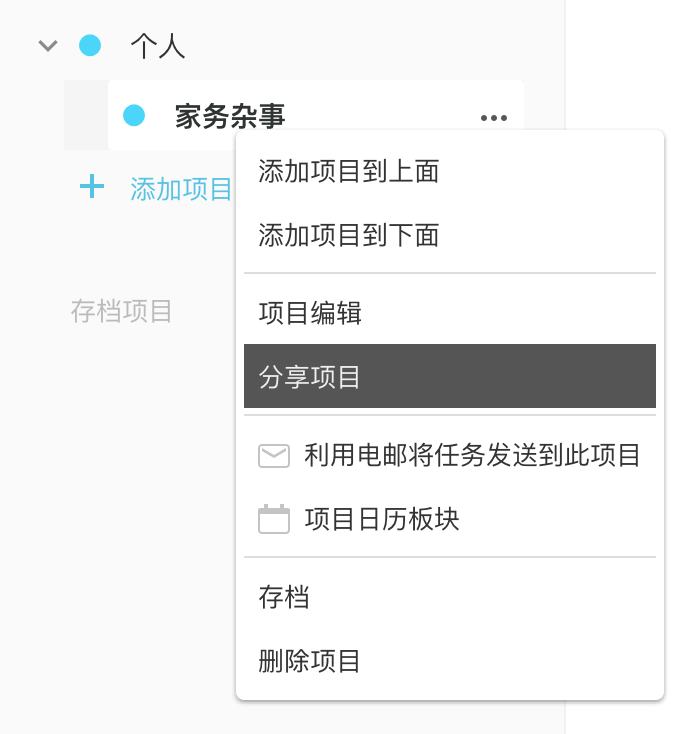 个人
家务杂事
添加项目
存档项目
添加项目到上面
添加项目到下面
项目编辑
分享项目
利用电邮将任务发送到此项目
项目日历板块
存档
删除项目